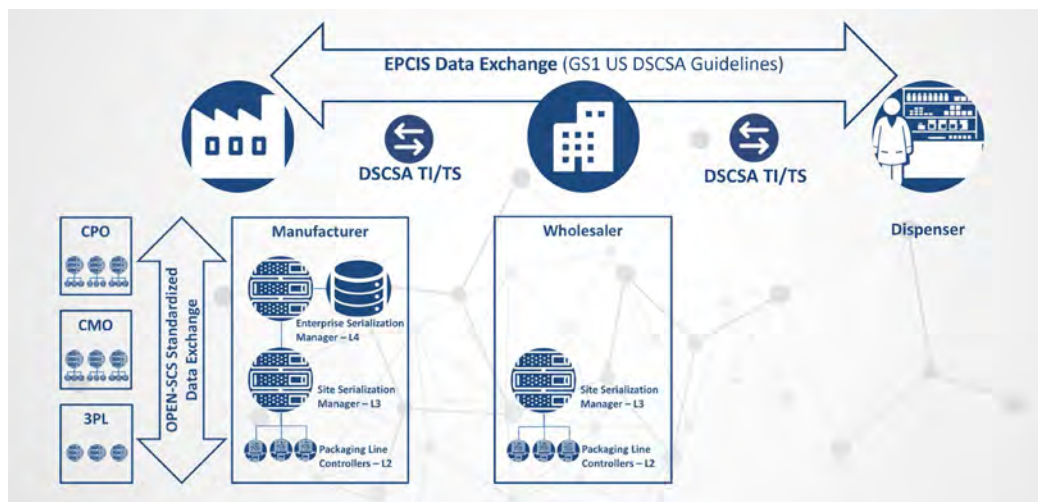 EPCIS Data Exchange (GS1 US DSCSA Guidelines)
DSCSA TI/TS
DSCSA TI/TS
CPO
CMO
3PL
OPEN-SCS Standardized
Data Exchange
Manufacturer
Enterprise Serialization
Manager – L4
Site Serialization
Manager – L3
Packaging Line
Controllers – L2
Wholesaler
Site Serialization
Manager – L3
Packaging Line
Controllers – L2
Dispenser